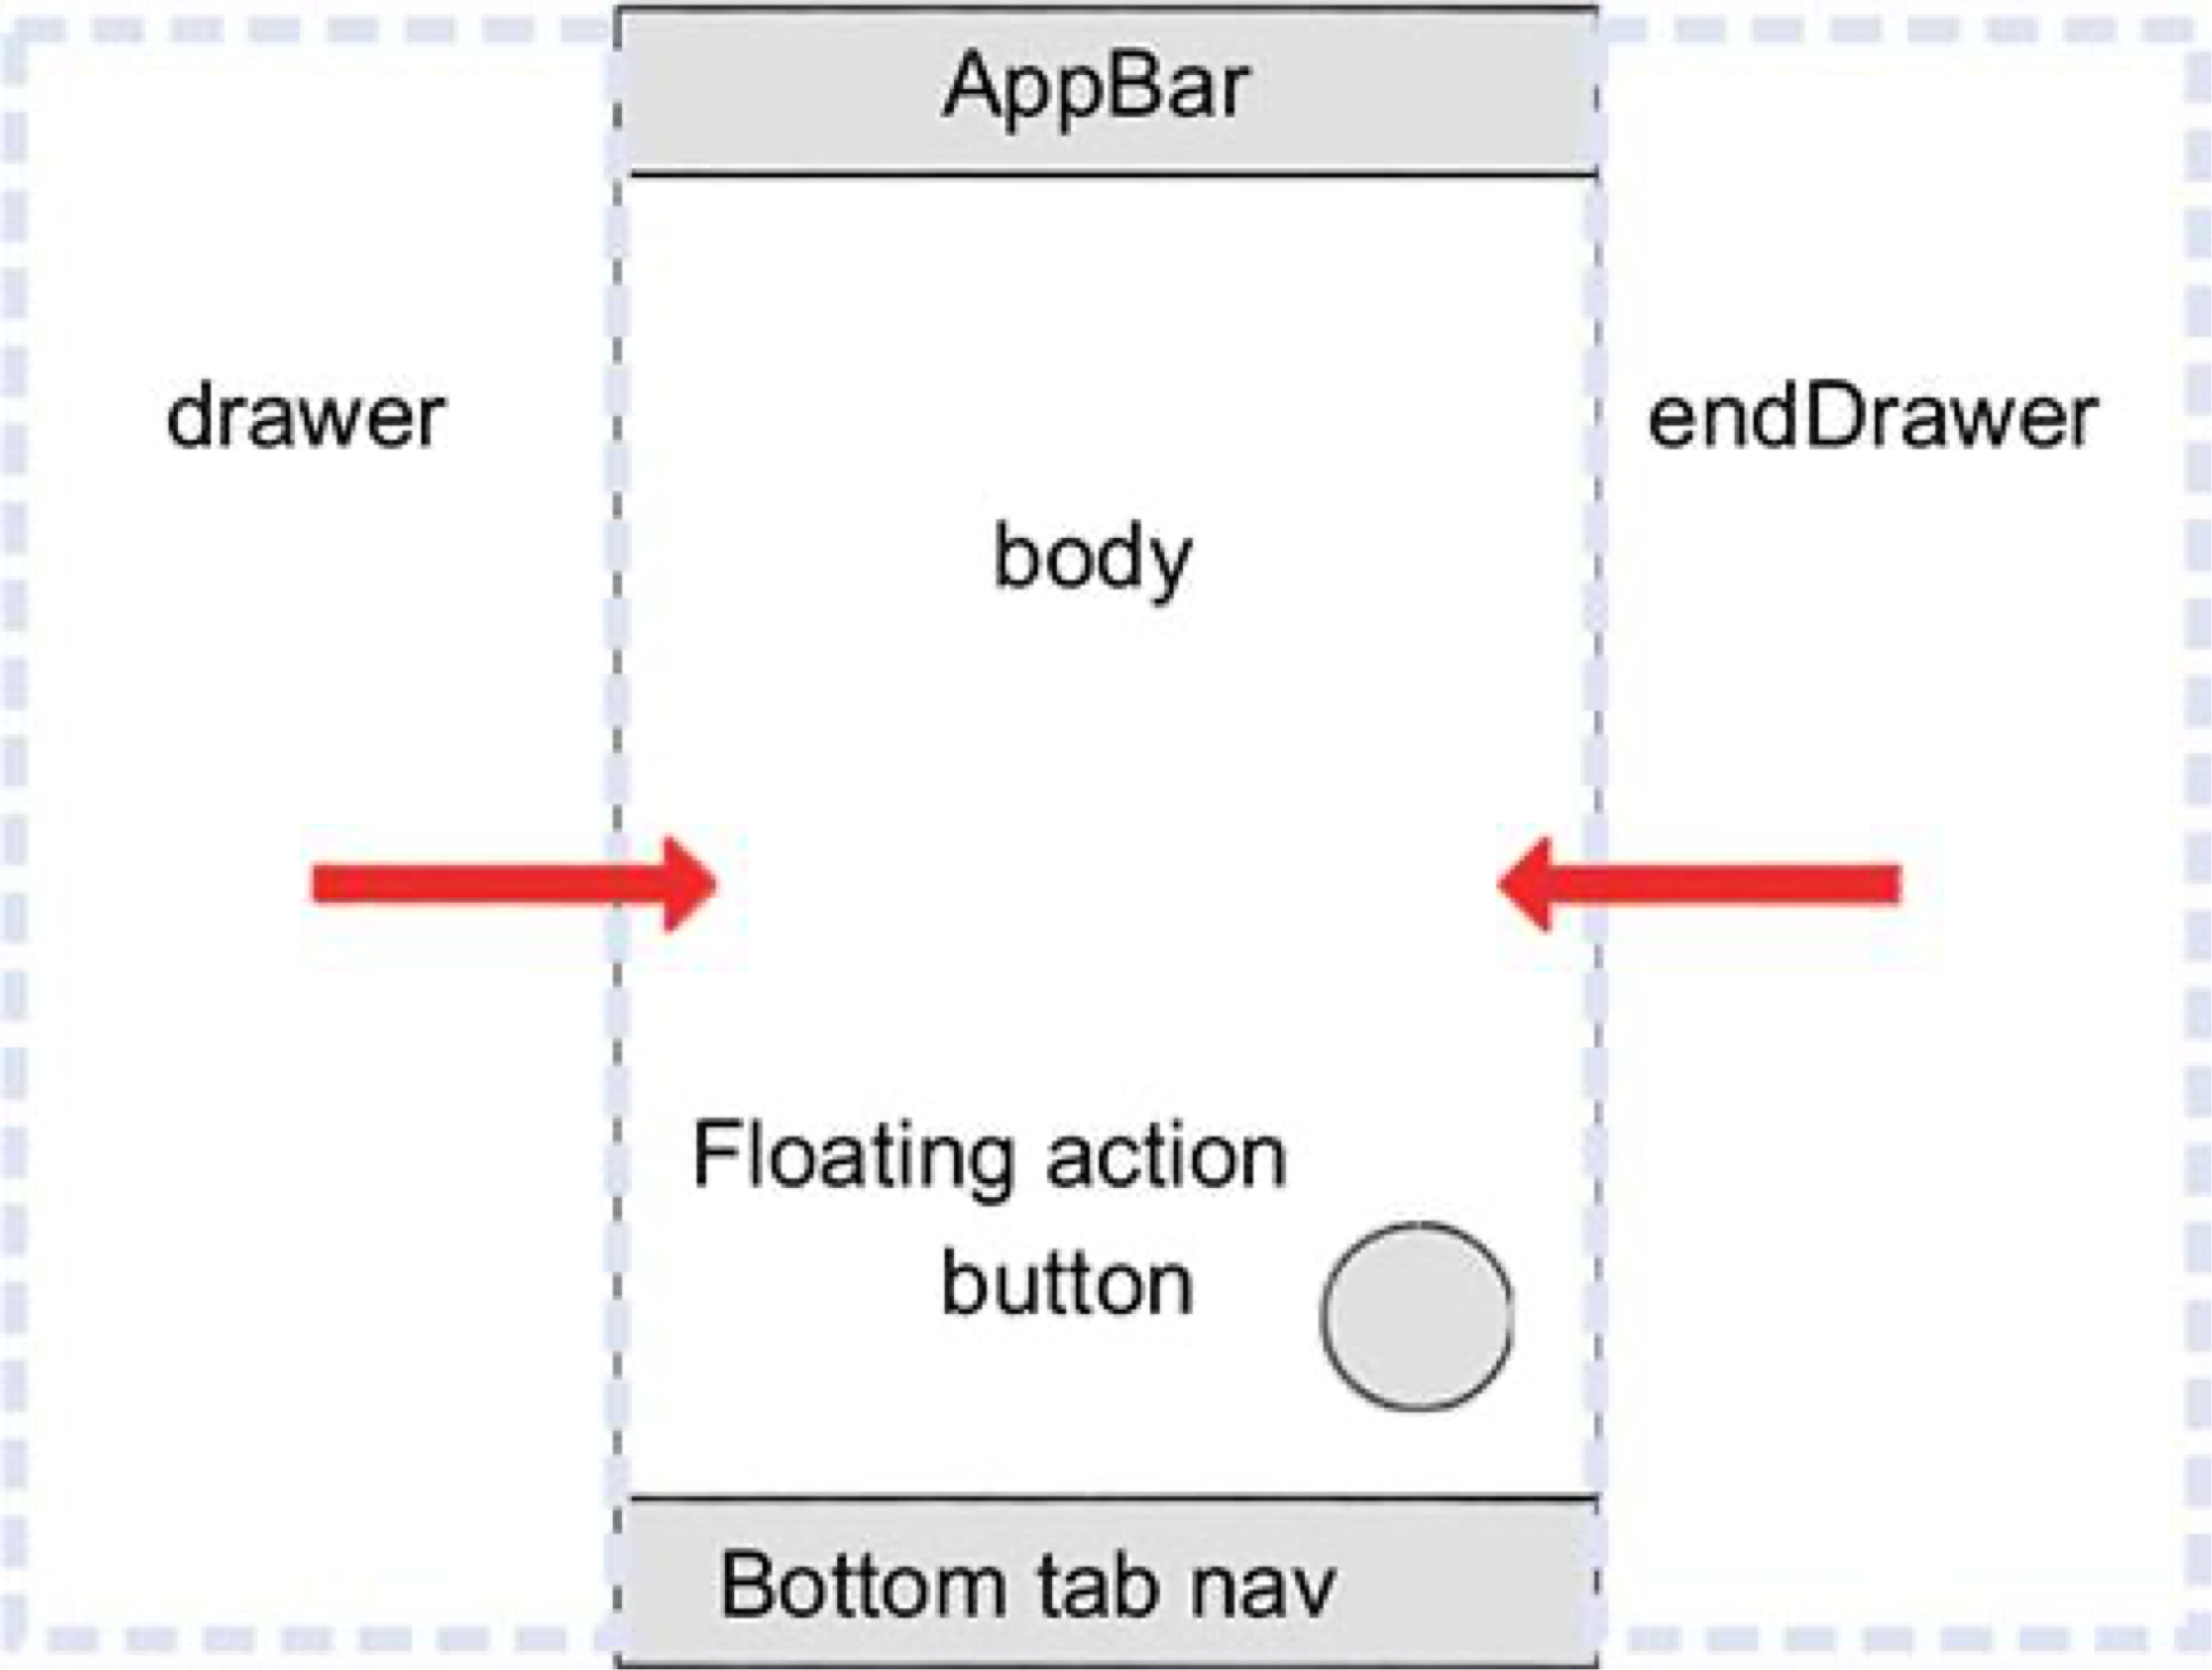 AppBar
drawer
endDrawer
body
Floating action
button
Bottom tab nav